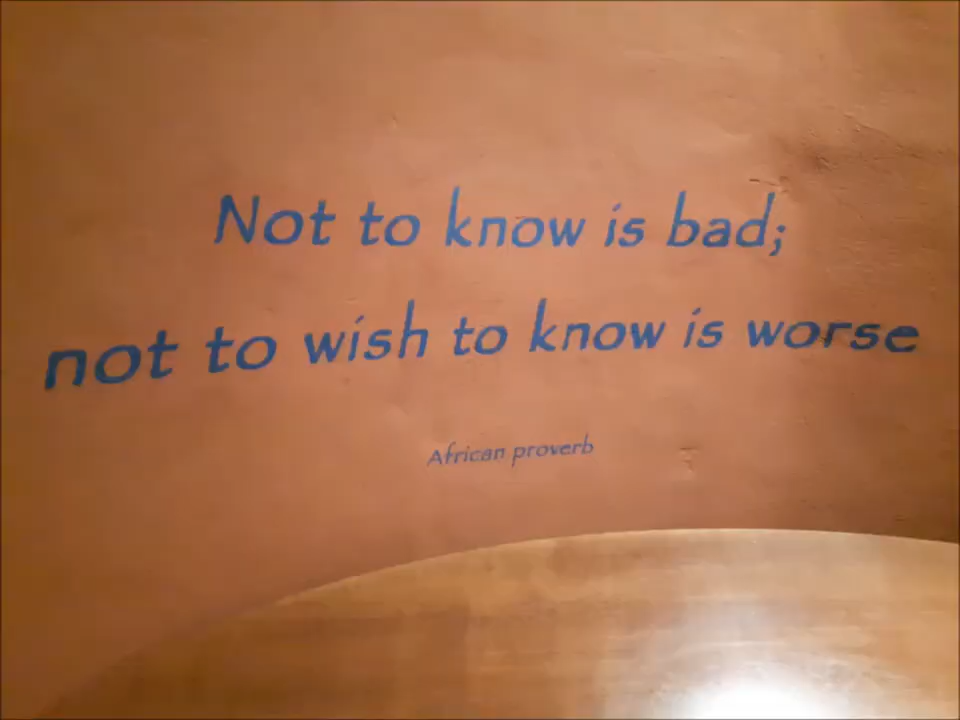 Not to know is bad;
not to wish to know is worse
African proverb